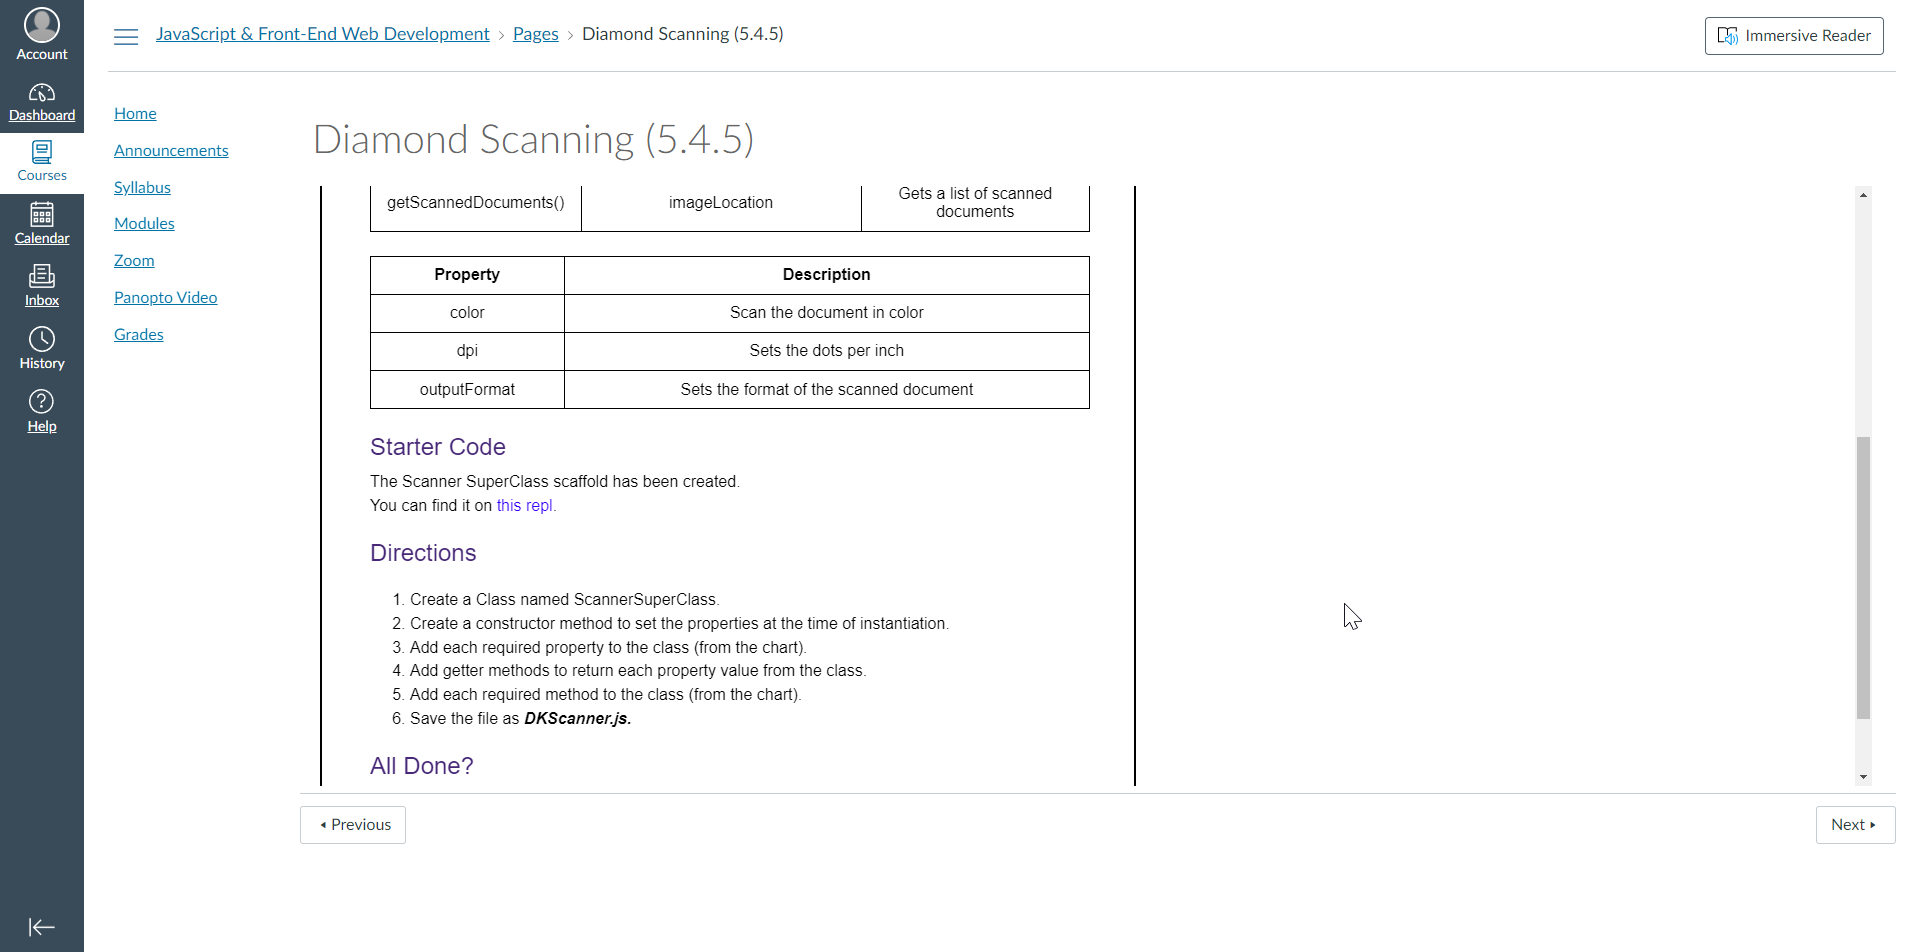 Account
Dashboard
Courses
Calendar
Inbox
History
Help
JavaScript & Front-End Web Development › Pages › Diamond Scanning (5.4.5)
Immersive Reader
Home
Announcements
Syllabus
Modules
Zoom
Panopto Video
Grades
Diamond Scanning (5.4.5)
getScannedDocuments() imageLocation Gets a list of scanned
documents
Property Description
color Scan the document in color
dpi Sets the dots per inch
outputFormat Sets the format of the scanned document
Starter Code
The Scanner SuperClass scaffold has been created.
You can find it on this repl.
Directions
1. Create a Class named ScannerSuperClass.
2. Create a constructor method to set the properties at the time of instantiation.
3. Add each required property to the class (from the chart).
4. Add getter methods to return each property value from the class.
5. Add each required method to the class (from the chart).
6. Save the file as DKScanner.js.
All Done?
Previous
Next